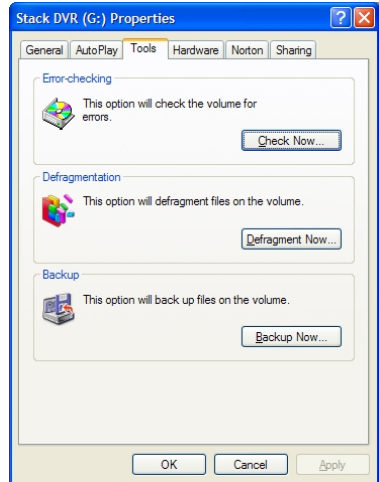 Stack DVR (G:) Properties
General AutoPlay Tools Hardware Norton Sharing
Error-checking
This option will check the volume for
errors.
Check Now...
Defragmentation
This option will defragment files on the volume.
Defragment Now...
Backup
This option will back up files on the volume.
Backup Now...
OK Cancel Apply